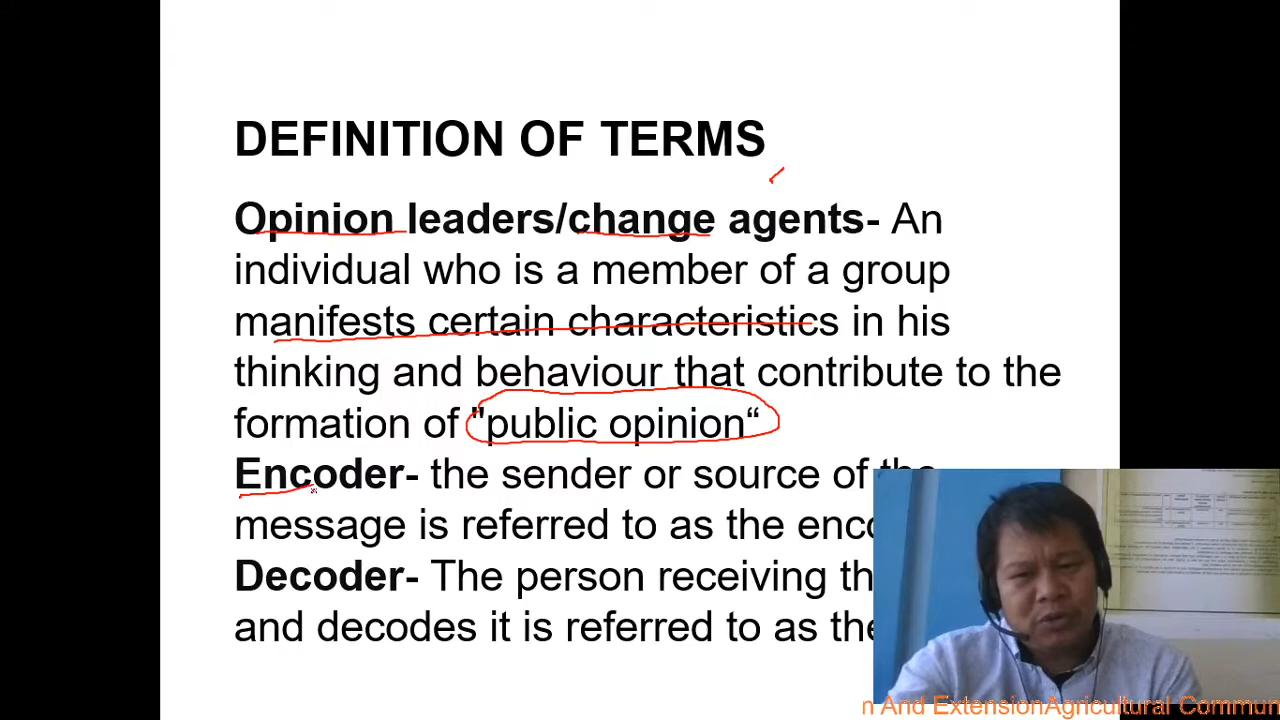 DEFINITION OF TERMS
Opinion leaders/change agents- An
individual who is a member of a group
manifests certain characteristics in his
thinking and behaviour that contribute to the
formation of "public opinion“
Encoder- the sender or source of the
message is referred to as the enco
Decoder- The person receiving th
and decodes it is referred to as the
n And ExtensionAgricultural Commun